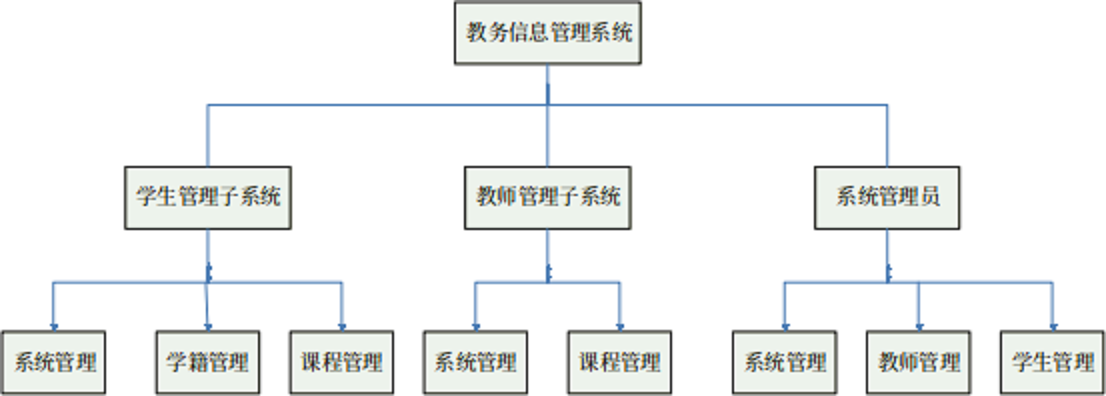 教务信息管理系统
学生管理子系统
教师管理子系统
系统管理员
系统管理
学籍管理
课程管理
系统管理
课程管理
系统管理
教师管理
学生管理